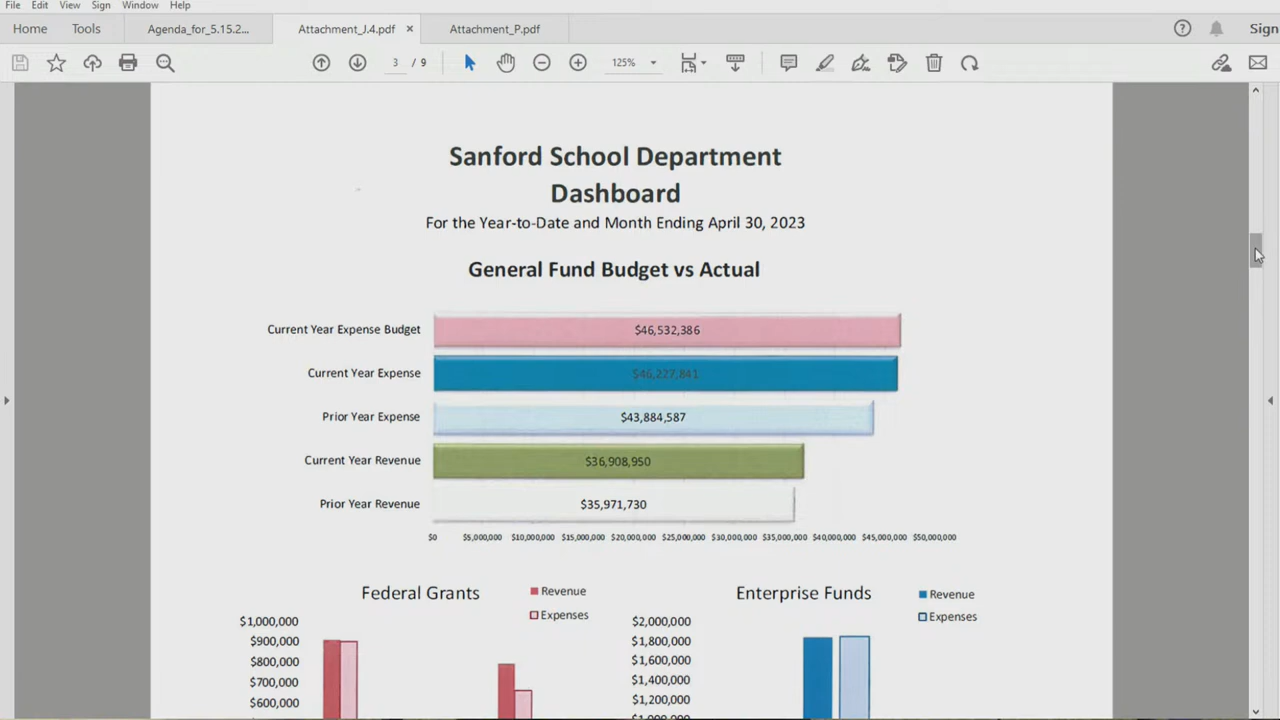 File Edit View Sign Window Help
Home Tools Agenda_for_5.15.2... Attachment_J.4.pdf × Attachment_P.pdf Sign
3 / 9 125%
Sanford School Department
Dashboard
For the Year-to-Date and Month Ending April 30, 2023
General Fund Budget vs Actual
Current Year Expense Budget $46,532,386
Current Year Expense $46,227,841
Prior Year Expense $43,884,587
Current Year Revenue $36,908,950
Prior Year Revenue $35,971,730
$0 $5,000,000 $10,000,000 $15,000,000 $20,000,000 $25,000,000 $30,000,000 $35,000,000 $40,000,000 $45,000,000 $50,000,000
Federal Grants
Revenue
Expenses
$1,000,000
$900,000
$800,000
$700,000
$600,000
Enterprise Funds
Revenue
Expenses
$2,000,000
$1,800,000
$1,600,000
$1,400,000
$1,200,000